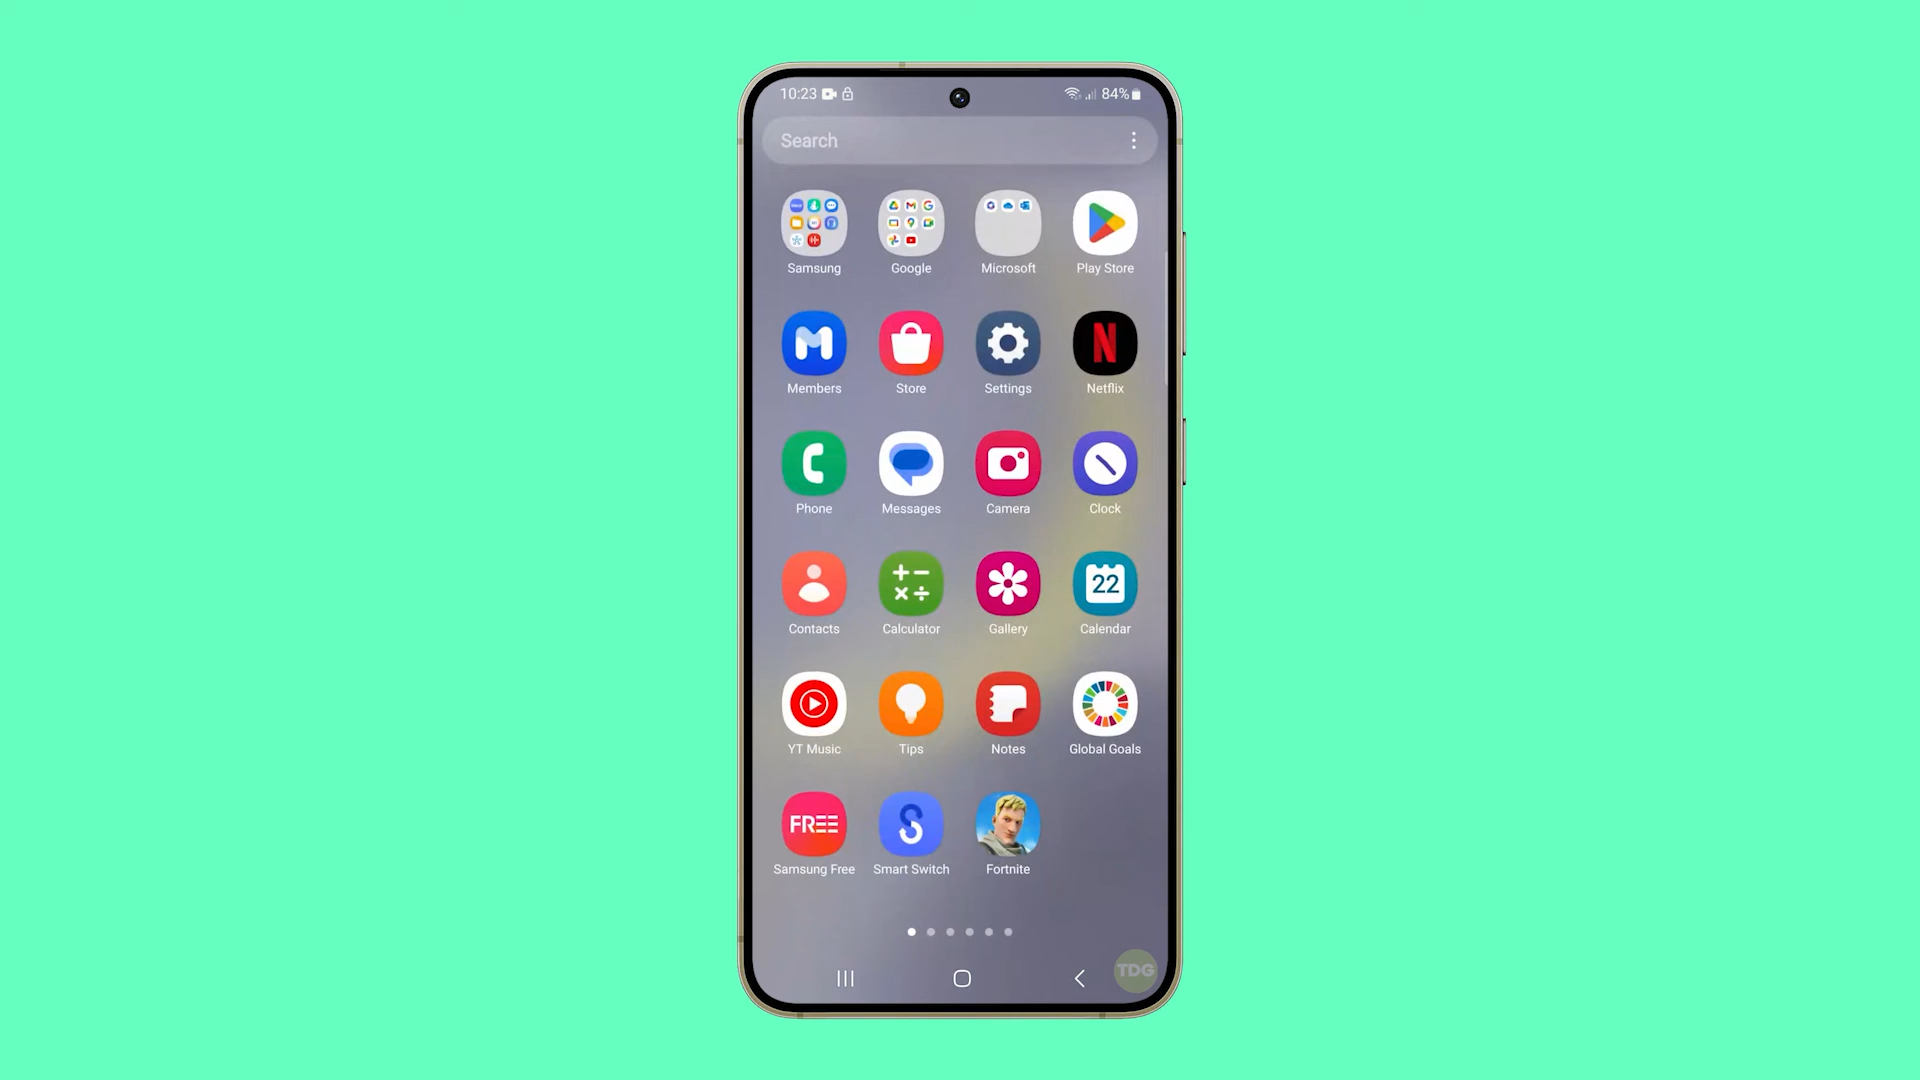 10:23
84%
Search
Samsung
Google
Microsoft
Play Store
Members
Store
Settings
N
Netflix
Phone
Messages
Camera
Clock
Contacts
Calculator
Gallery
22
Calendar
YT Music
Tips
Notes
Global Goals
FREE
Samsung Free
Smart Switch
Fortnite
TDG